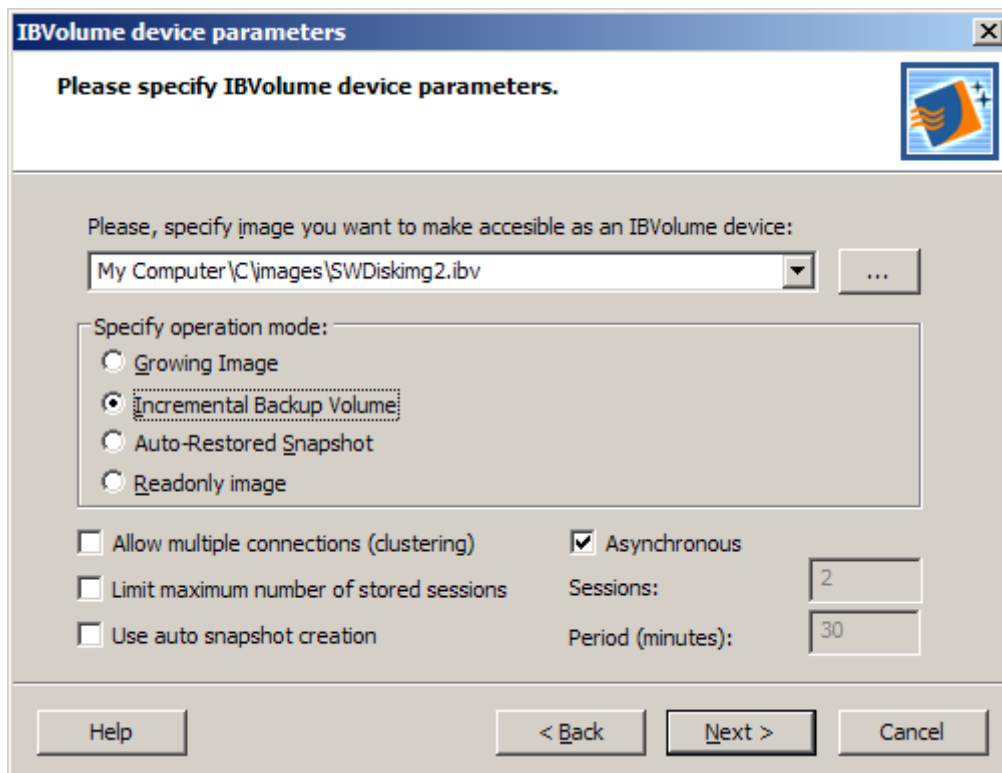 IBVolume device parameters
Please specify IBVolume device parameters.
Please, specify image you want to make accesible as an IBVolume device:
My Computer\C\images\SWDiskimg2.ibv
...
Specify operation mode:
Growing Image
Incremental Backup Volume
Auto-Restored Snapshot
Readonly image
Allow multiple connections (clustering)
Asynchronous
Limit maximum number of stored sessions
Sessions:
2
Use auto snapshot creation
Period (minutes):
30
Help
< Back
Next >
Cancel